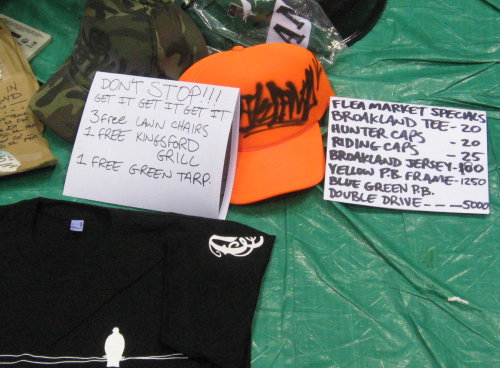 DON'T STOP!!!
GET IT GET IT GET IT
3 free LAWN CHAIRS
1 FREE KINGSFORD
GRILL
1 FREE GREEN TARP.
FLEA MARKET SPECIALS
BROAKLAND TEE - 20
HUNTER CAPS - 20
RIDING CAPS - 25
BROAKLAND JERSEY - 100
YELLOW P.B. FRAME - 1250
BLUE GREEN P.B.
DOUBLE DRIVE - - - - 5000